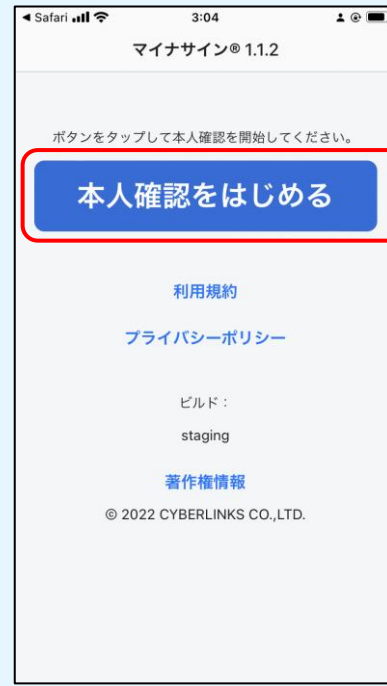 ◀ Safari 3:04
マイナサイン® 1.1.2
ボタンをタップして本人確認を開始してください。
本人確認をはじめる
利用規約
プライバシーポリシー
ビルド：
staging
著作権情報
© 2022 CYBERLINKS CO.,LTD.